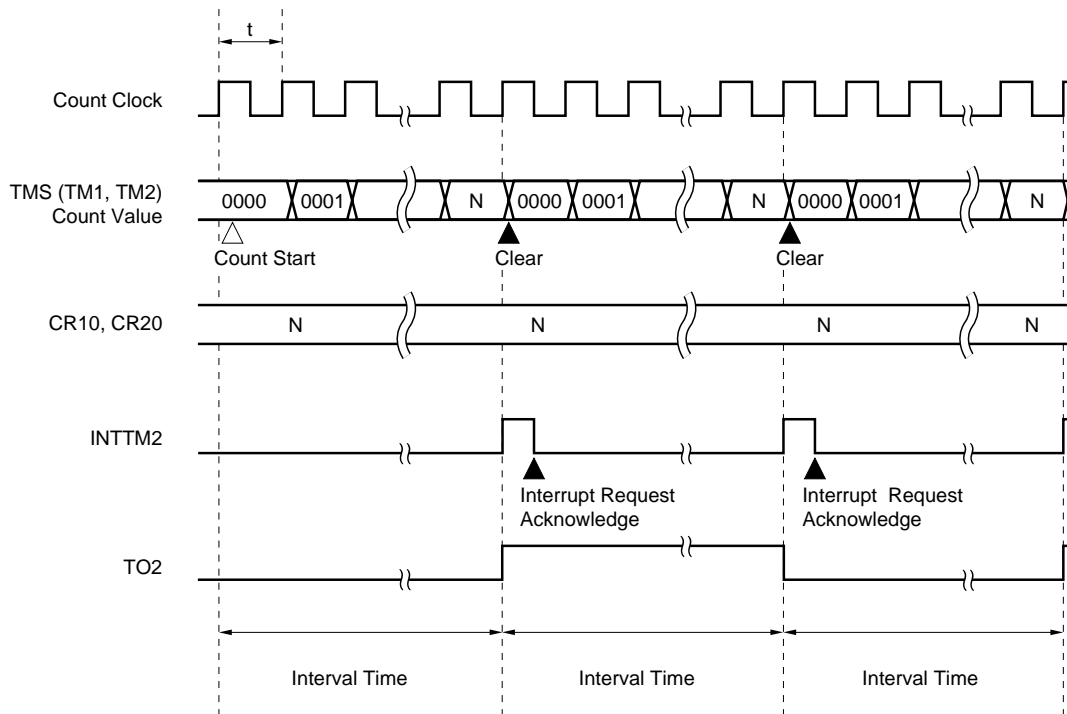 t
Count Clock
TMS (TM1, TM2)
Count Value
0000 0001 N 0000 0001 N 0000 0001 N
Count Start Clear Clear
CR10, CR20 N N N N
INTTM2
Interrupt Request Interrupt Request
Acknowledge Acknowledge
TO2
Interval Time Interval Time Interval Time